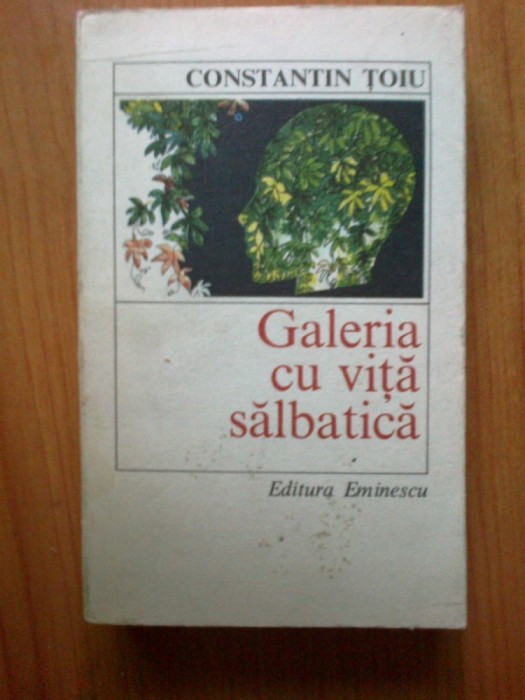 CONSTANTIN ȚOIU
Galeria
cu viță
sălbatică
Editura Eminescu